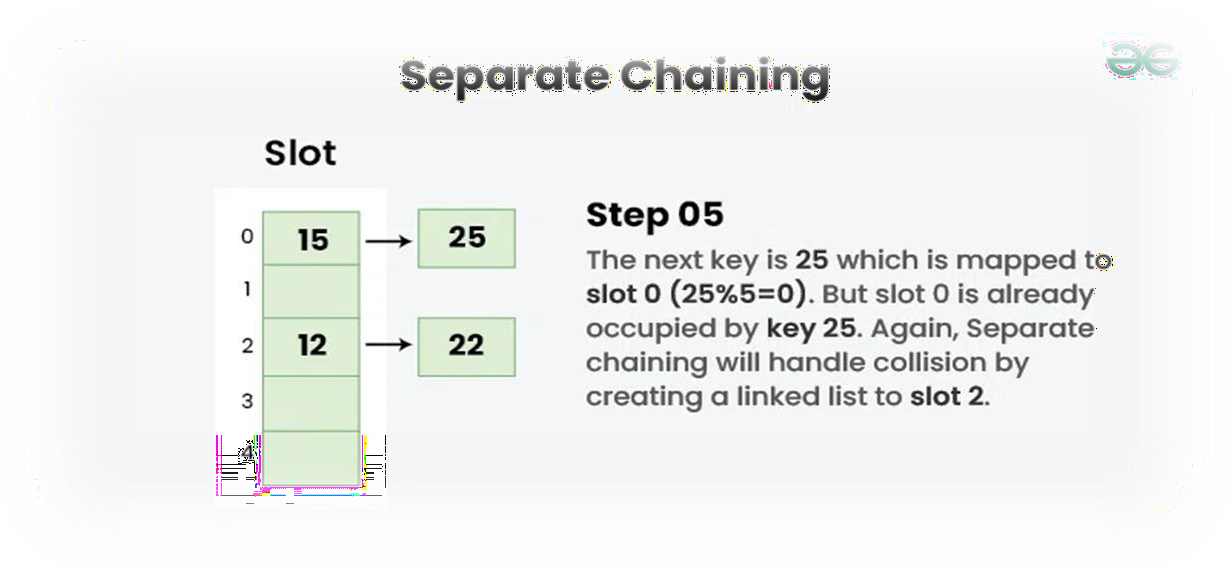 Separate Chaining
Slot
0 15 25
1
2 12 22
3
4
Step 05
The next key is 25 which is mapped to
slot 0 (25%5=0). But slot 0 is already
occupied by key 25. Again, Separate
chaining will handle collision by
creating a linked list to slot 2.